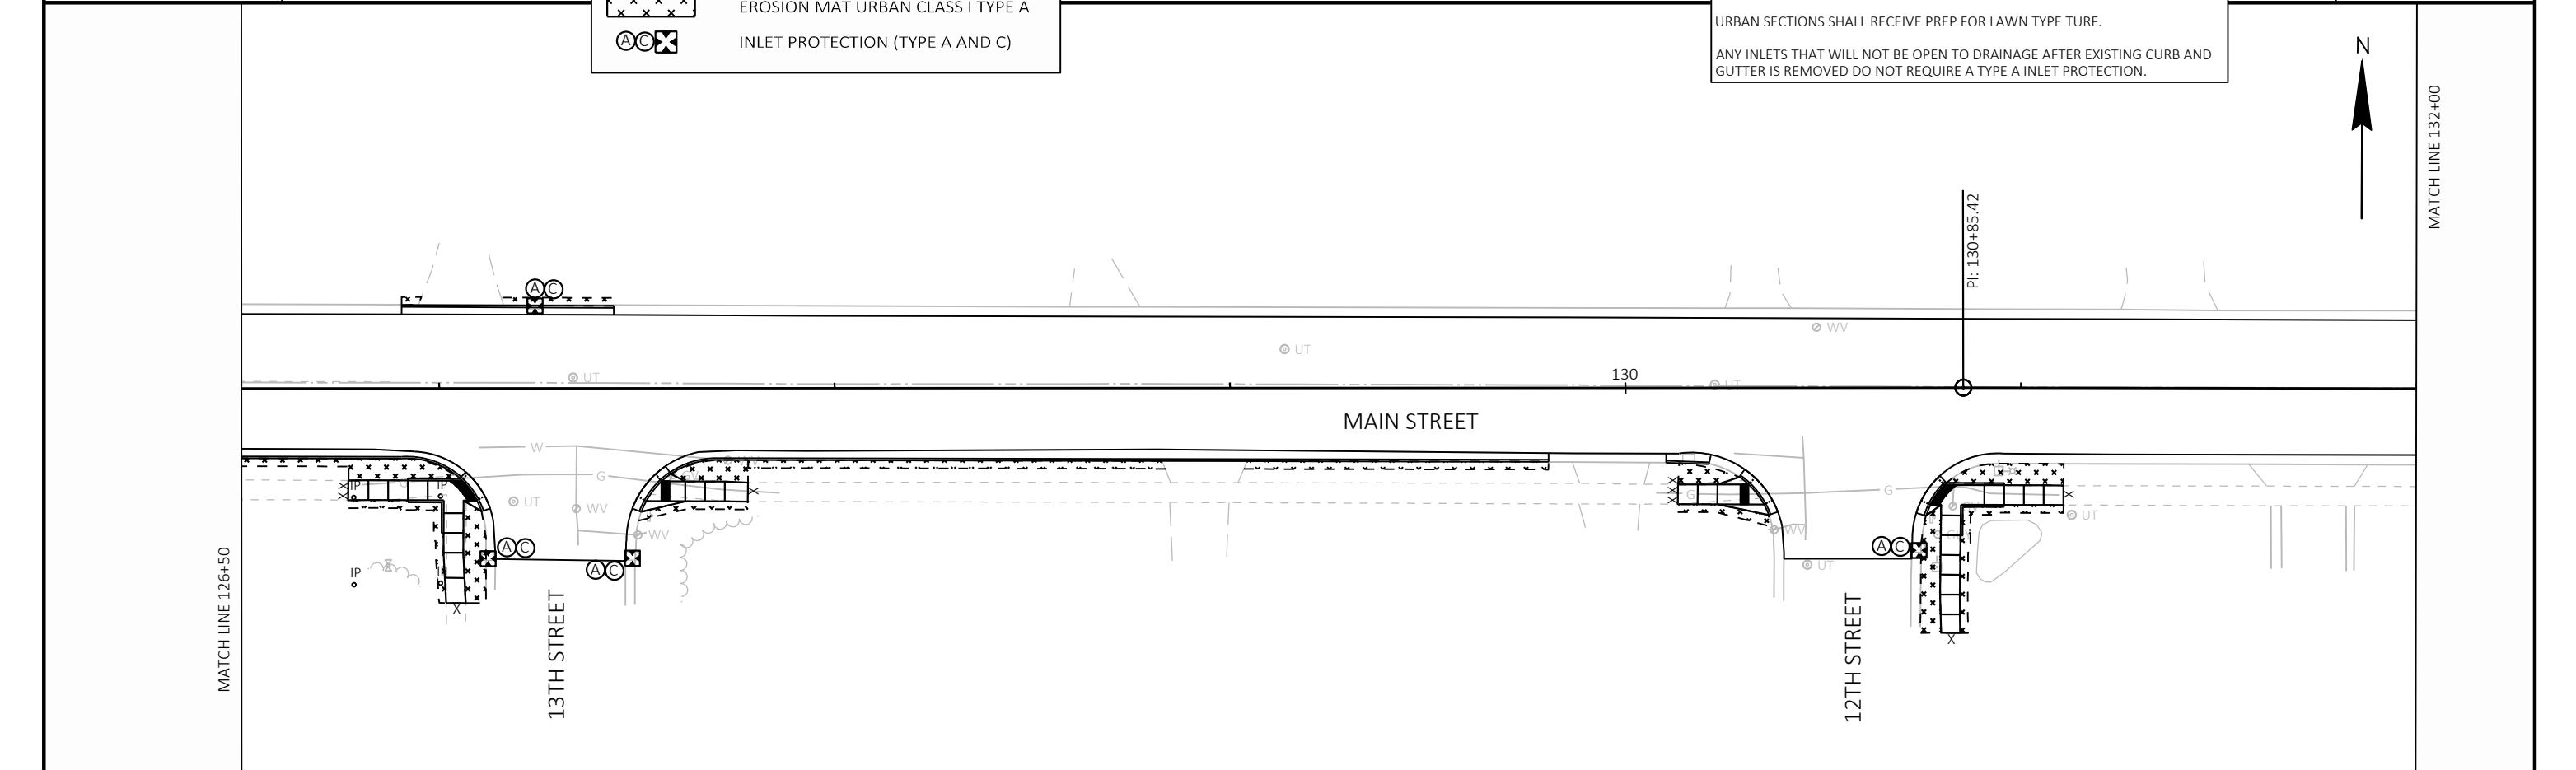 EROSION MAT URBAN CLASS I TYPE A
A C INLET PROTECTION (TYPE A AND C)
URBAN SECTIONS SHALL RECEIVE PREP FOR LAWN TYPE TURF.
ANY INLETS THAT WILL NOT BE OPEN TO DRAINAGE AFTER EXISTING CURB AND
GUTTER IS REMOVED DO NOT REQUIRE A TYPE A INLET PROTECTION.
N
MATCH LINE 132+00
PI: 130+85.42
A C
WV
UT
UT
130
UT
MAIN STREET
W
G
IP
IP
UT
WV
WV
G
G
WV
UT
A C
A C
A C
UT
IP
X
X
MATCH LINE 126+50
13TH STREET
12TH STREET